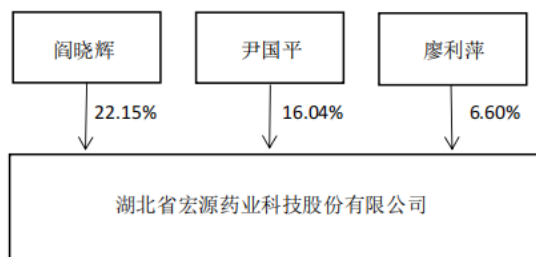 阎晓辉 尹国平 廖利萍
22.15% 16.04% 6.60%
湖北省宏源药业科技股份有限公司